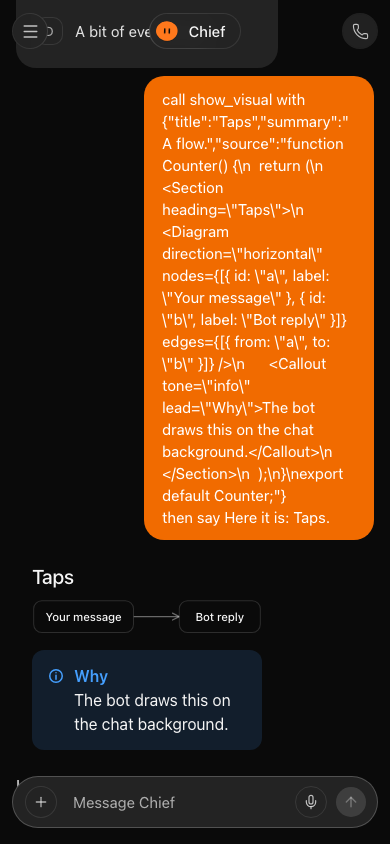 A bit of eve
Chief
call show_visual with
{"title":"Taps","summary":"
A flow.","source":"function
Counter() {\n  return (\n
<Section
heading=\"Taps\">\n
<Diagram
direction=\"horizontal\"
nodes={[{ id: \"a\", label:
\"Your message\" }, { id:
\"b\", label: \"Bot reply\" }]}
edges={[{ from: \"a\", to:
\"b\" }]} />\n      <Callout
tone=\"info\"
lead=\"Why\">The bot
draws this on the chat
background.</Callout>\n
</Section>\n  );\n}\nexport
default Counter;"}
then say Here it is: Taps.
Taps
Your message
Bot reply
Why
The bot draws this on
the chat background.
Message Chief